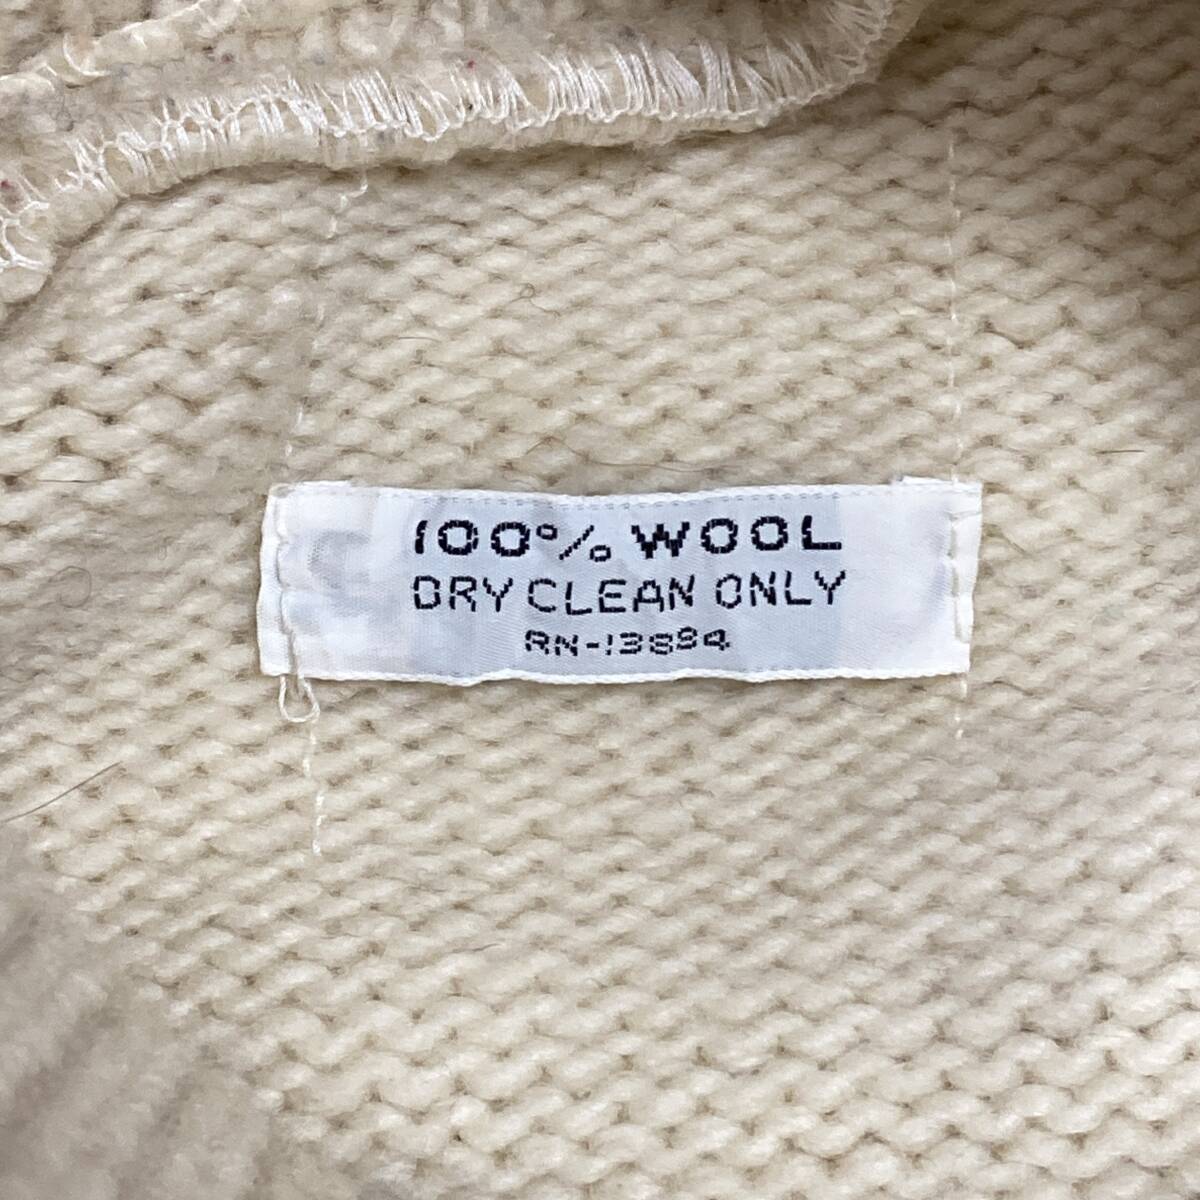 100% WOOL
DRY CLEAN ONLY
RN-13894